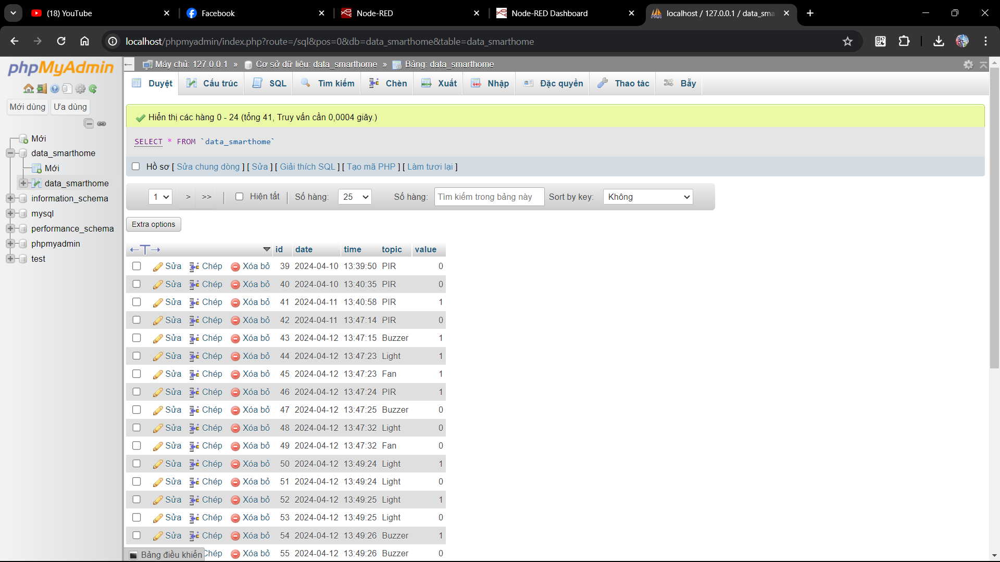 (18) YouTube
Facebook
Node-RED
Node-RED Dashboard
localhost / 127.0.0.1 / data_sma
localhost/phpmyadmin/index.php?route=/sql&pos=0&db=data_smarthome&table=data_smarthome
phpMyAdmin
Mới dùng Ưa dùng
Mới
data_smarthome
Mới
data_smarthome
information_schema
mysql
performance_schema
phpmyadmin
test
Máy chủ: 127.0.0.1 » Cơ sở dữ liệu: data_smarthome » Bảng: data_smarthome
Duyệt Cấu trúc SQL Tìm kiếm Chèn Xuất Nhập Đặc quyền Thao tác Bẫy
Hiển thị các hàng 0 - 24 (tổng 41, Truy vấn cần 0,0004 giây.)
SELECT * FROM `data_smarthome`
Hồ sơ [ Sửa chung dòng ] [ Sửa ] [ Giải thích SQL ] [ Tạo mã PHP ] [ Làm tươi lại ]
1 > >> | Hiện tất | Số hàng: 25 Số hàng: Tìm kiếm trong bảng này Sort by key: Không
Extra options
←T→ id date time topic value
Sửa Chép Xóa bỏ 39 2024-04-10 13:39:50 PIR 0
Sửa Chép Xóa bỏ 40 2024-04-10 13:40:35 PIR 0
Sửa Chép Xóa bỏ 41 2024-04-11 13:40:58 PIR 1
Sửa Chép Xóa bỏ 42 2024-04-11 13:47:14 PIR 0
Sửa Chép Xóa bỏ 43 2024-04-12 13:47:15 Buzzer 1
Sửa Chép Xóa bỏ 44 2024-04-12 13:47:23 Light 1
Sửa Chép Xóa bỏ 45 2024-04-12 13:47:23 Fan 1
Sửa Chép Xóa bỏ 46 2024-04-12 13:47:24 PIR 1
Sửa Chép Xóa bỏ 47 2024-04-12 13:47:25 Buzzer 0
Sửa Chép Xóa bỏ 48 2024-04-12 13:47:32 Light 0
Sửa Chép Xóa bỏ 49 2024-04-12 13:47:32 Fan 0
Sửa Chép Xóa bỏ 50 2024-04-12 13:49:24 Light 1
Sửa Chép Xóa bỏ 51 2024-04-12 13:49:24 Light 0
Sửa Chép Xóa bỏ 52 2024-04-12 13:49:25 Light 1
Sửa Chép Xóa bỏ 53 2024-04-12 13:49:25 Light 0
Sửa Chép Xóa bỏ 54 2024-04-12 13:49:26 Buzzer 1
Bảng điều khiển Chép Xóa bỏ 55 2024-04-12 13:49:26 Buzzer 0